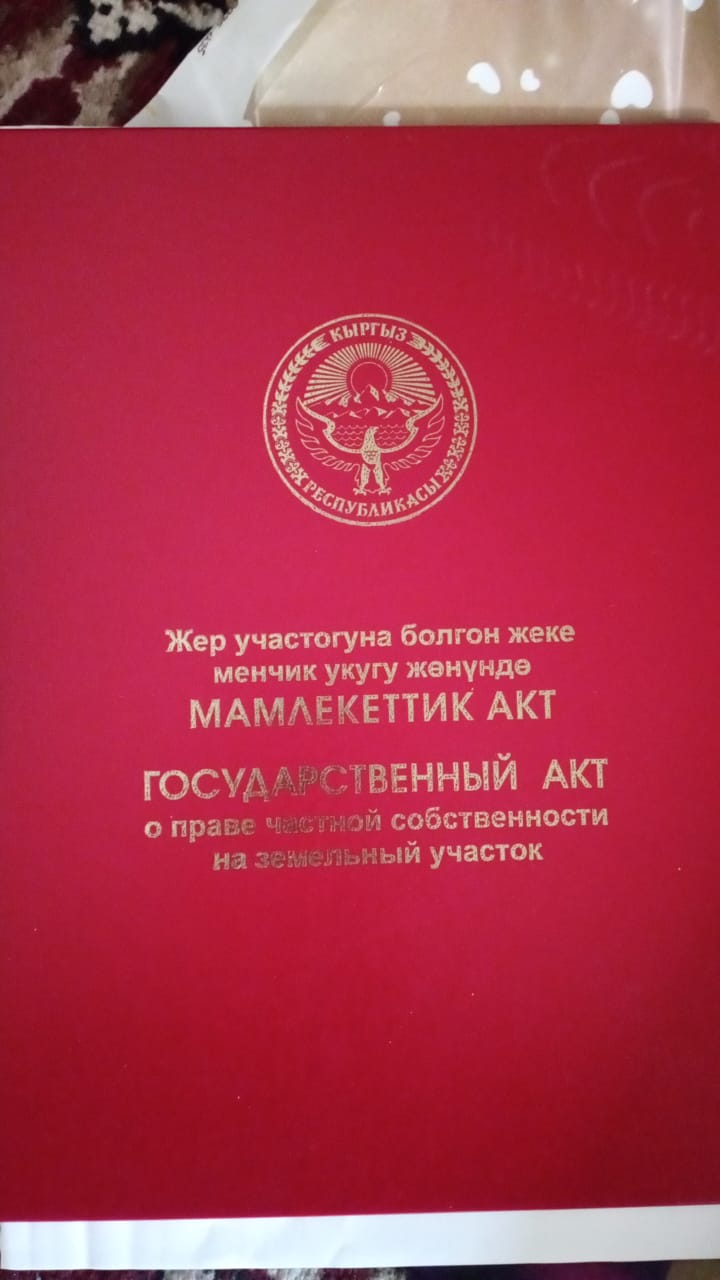 КЫРГЫЗ
РЕСПУБЛИКАСЫ
Жер участогуна болгон жеке
менчик укугу жөнүндө
МАМЛЕКЕТТИК АКТ
ГОСУДАРСТВЕННЫЙ АКТ
о праве частной собственности
на земельный участок